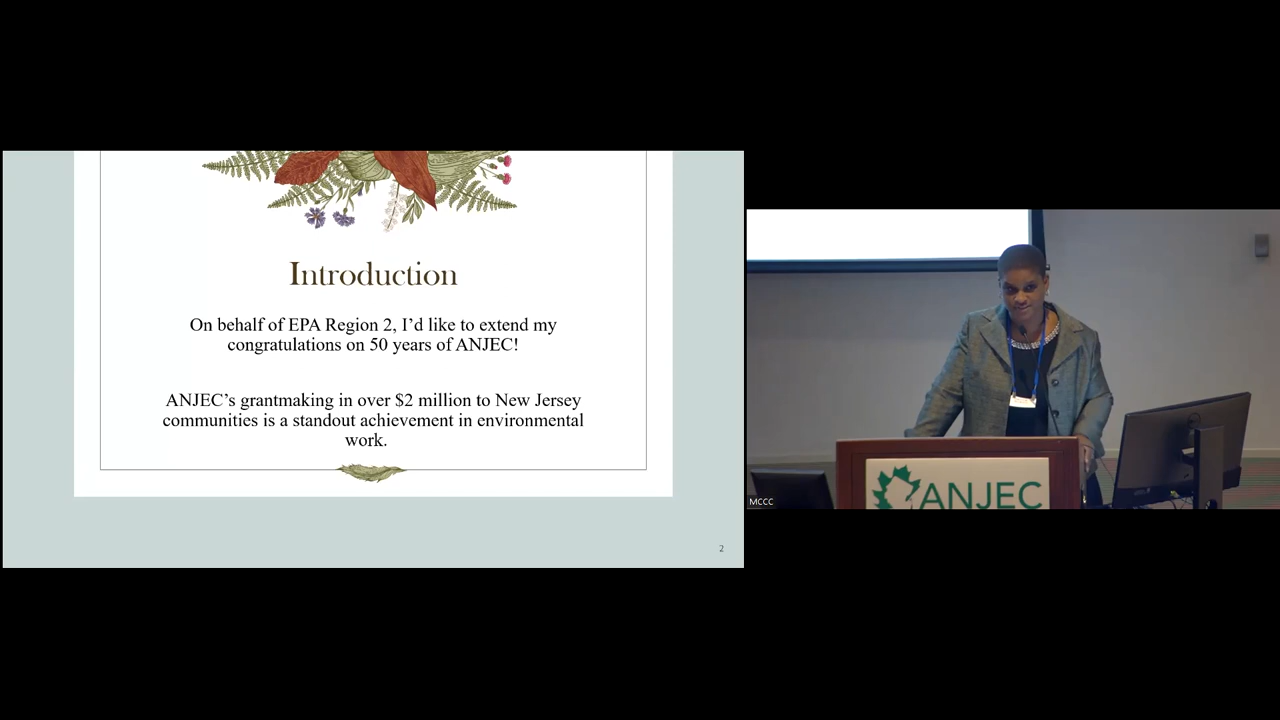 Introduction
On behalf of EPA Region 2, I’d like to extend my
congratulations on 50 years of ANJEC!
ANJEC’s grantmaking in over $2 million to New Jersey
communities is a standout achievement in environmental
work.
2
ANJEC
MCCC